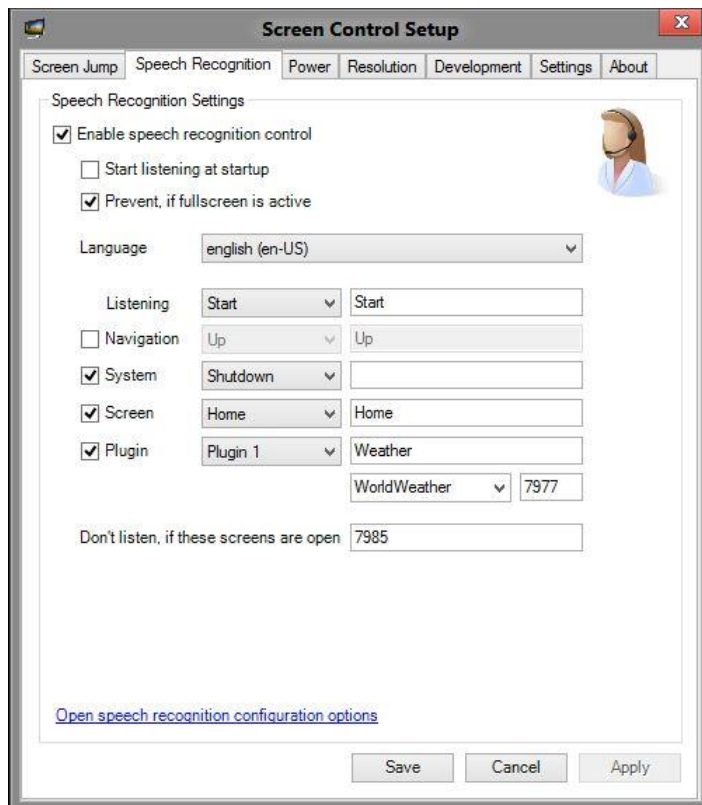 Screen Control Setup
Screen Jump Speech Recognition Power Resolution Development Settings About
Speech Recognition Settings
Enable speech recognition control
Start listening at startup
Prevent, if fullscreen is active
Language english (en-US)
Listening Start Start
Navigation Up Up
System Shutdown
Screen Home Home
Plugin Plugin 1 Weather
WorldWeather 7977
Don't listen, if these screens are open 7985
Open speech recognition configuration options
Save Cancel Apply